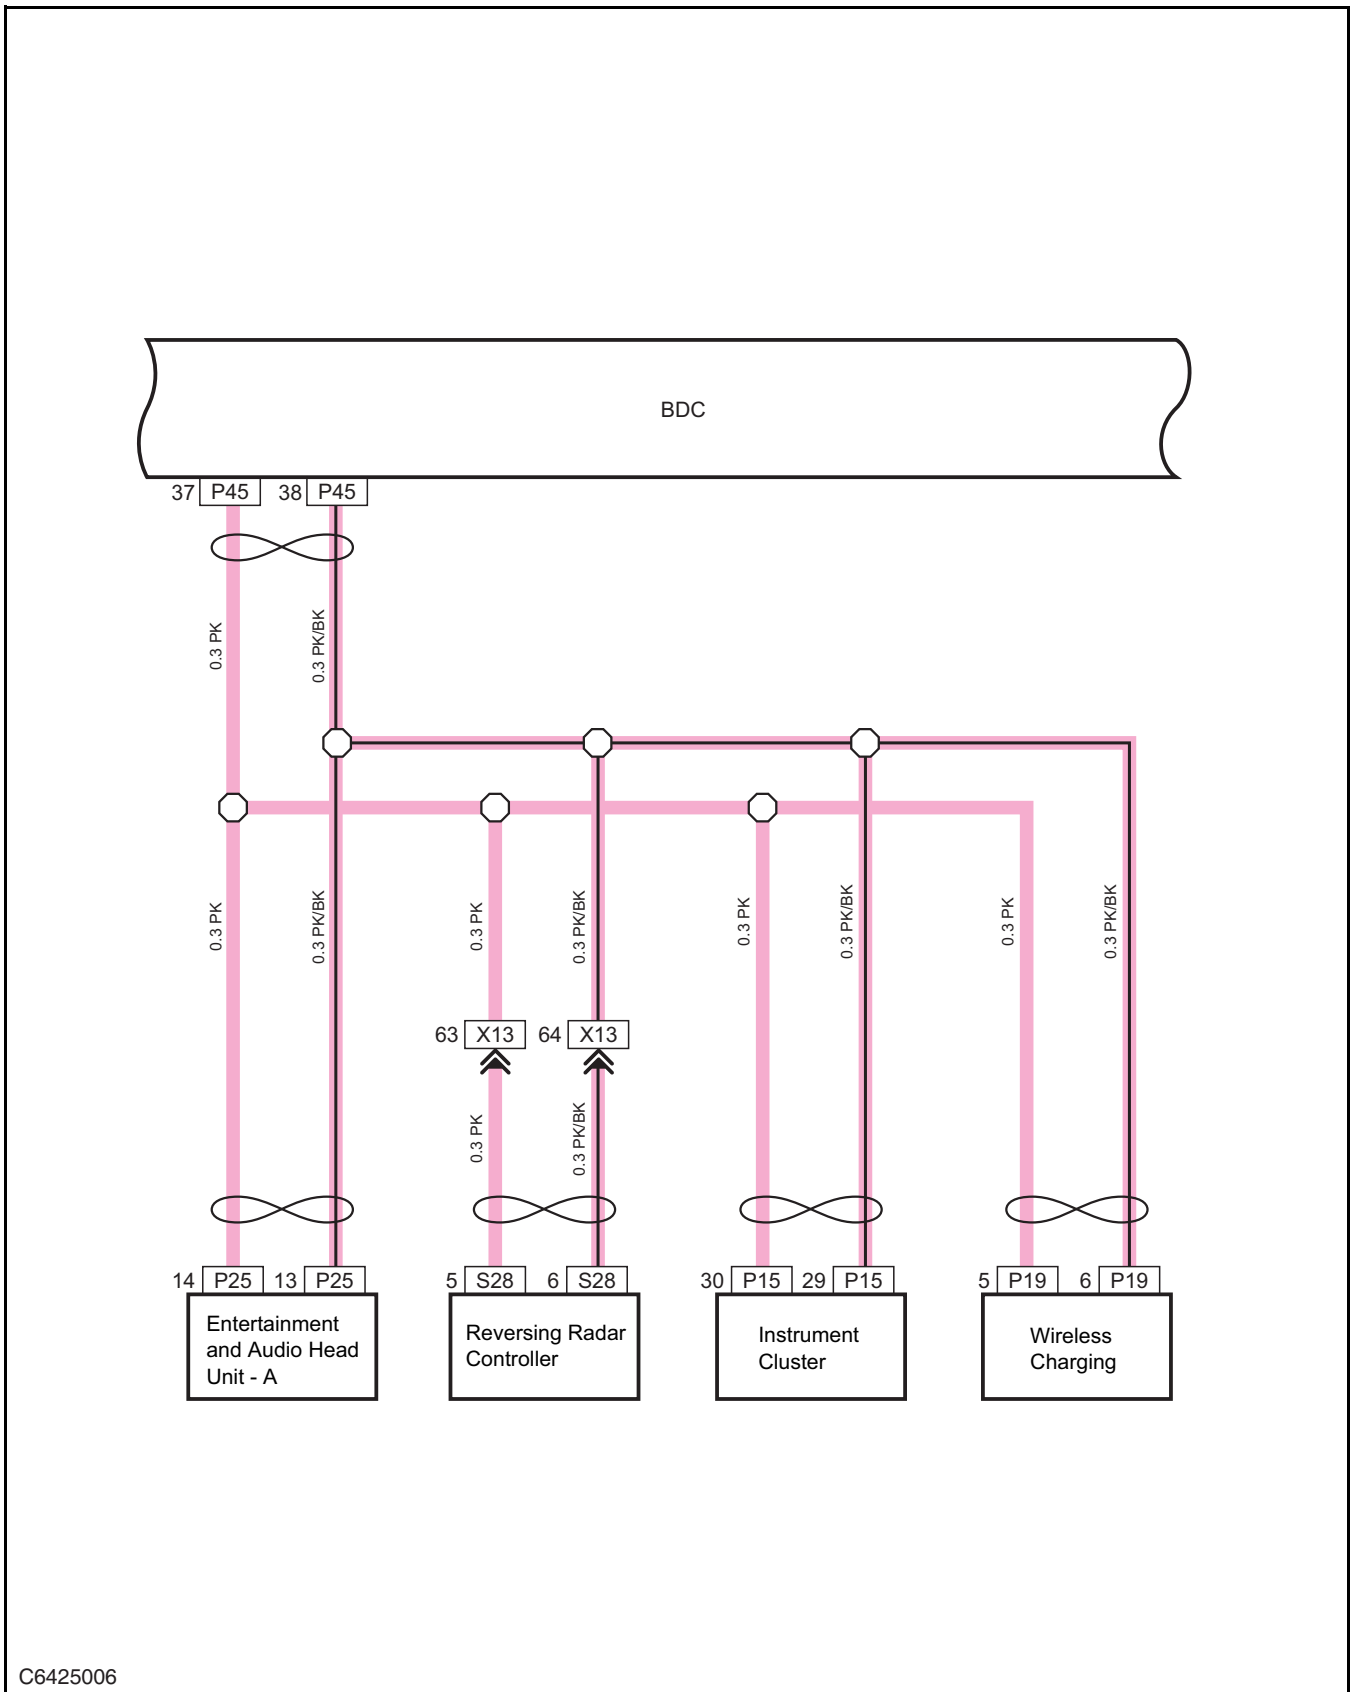 BDC
37 P45 38 P45
0.3 PK 0.3 PK/BK
0.3 PK 0.3 PK/BK 0.3 PK 0.3 PK/BK 0.3 PK 0.3 PK/BK 0.3 PK 0.3 PK/BK
63 X13 64 X13
0.3 PK 0.3 PK/BK
14 P25 13 P25 5 S28 6 S28 30 P15 29 P15 5 P19 6 P19
Entertainment
and Audio Head
Unit - A
Reversing Radar
Controller
Instrument
Cluster
Wireless
Charging
C6425006